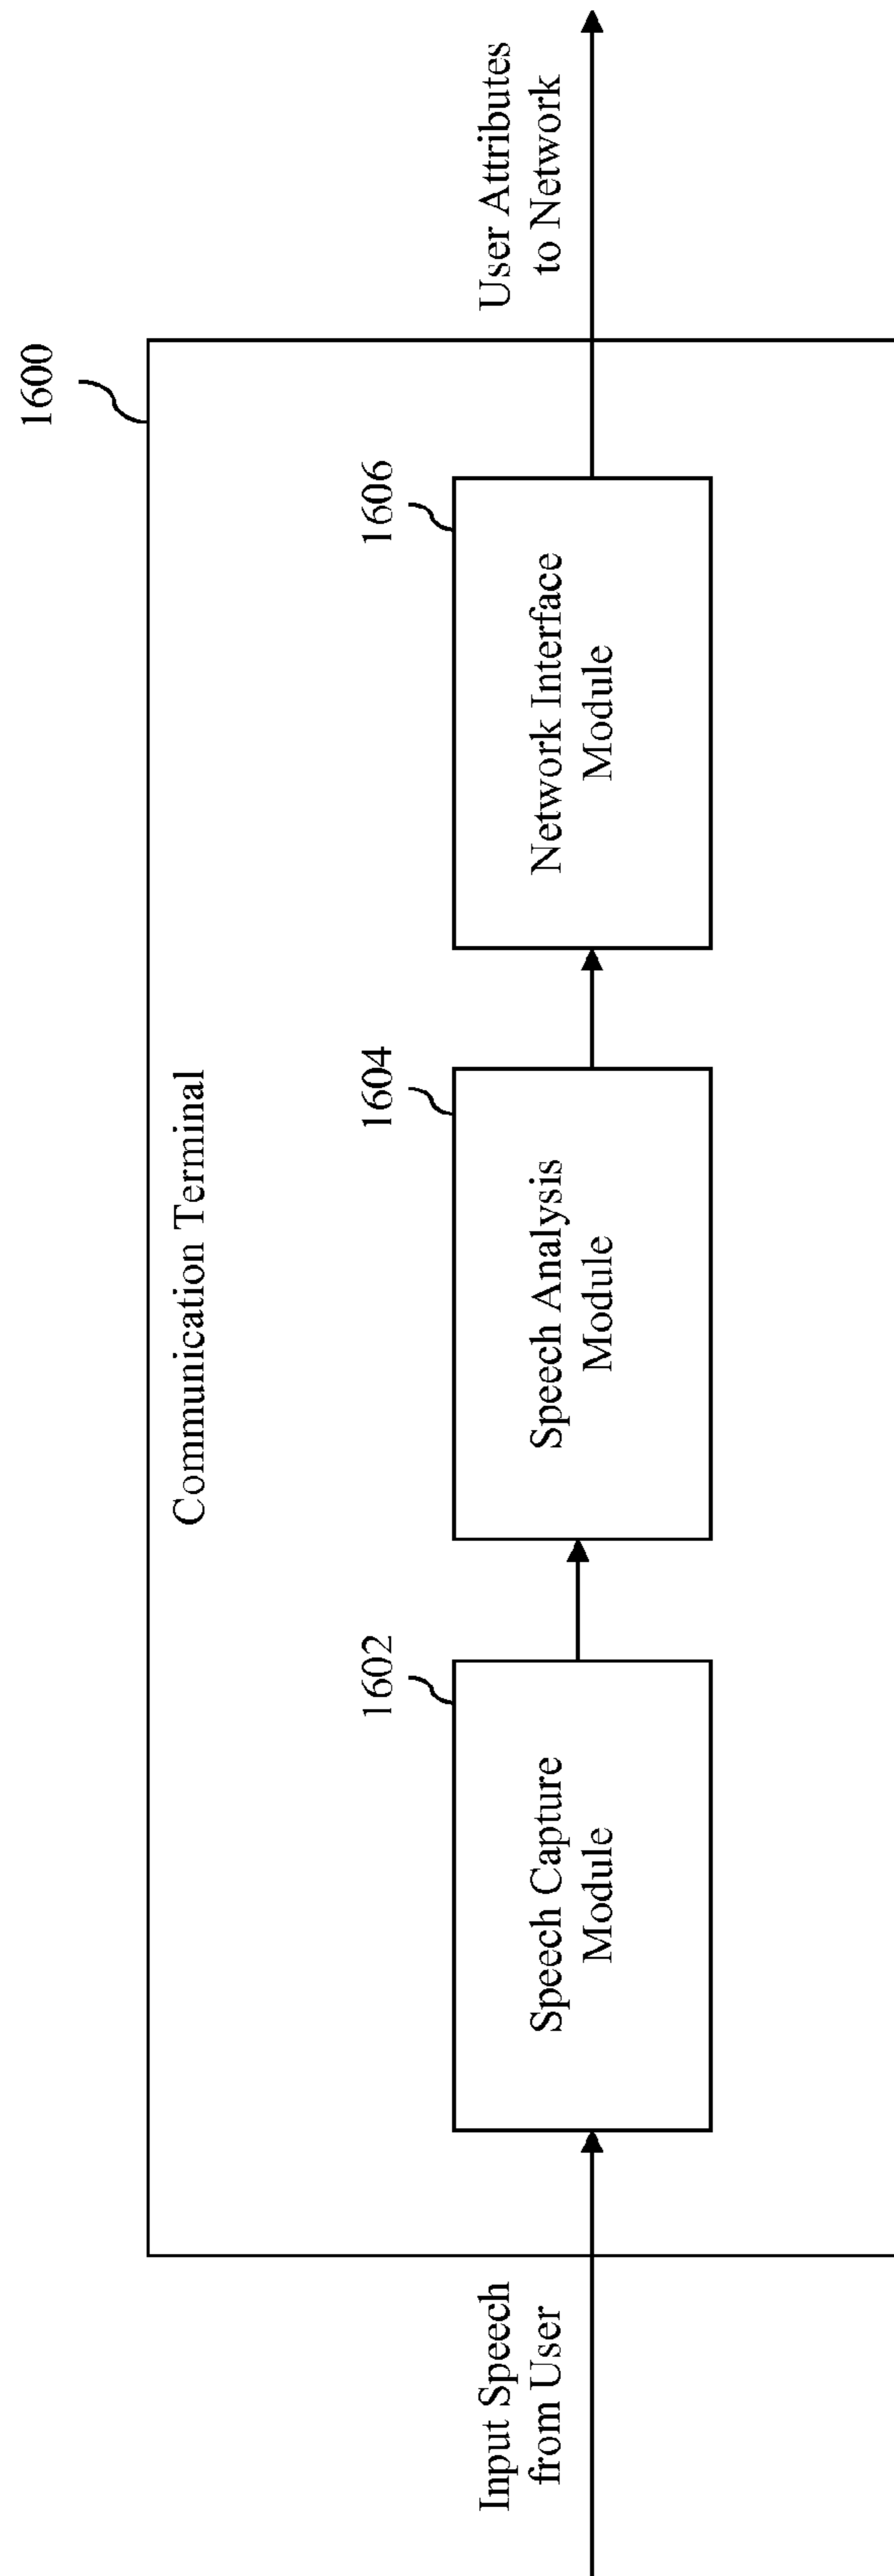 1600
Communication Terminal
1602
1604
1606
Input Speech
from User
Speech Capture
Module
Speech Analysis
Module
Network Interface
Module
User Attributes
to Network